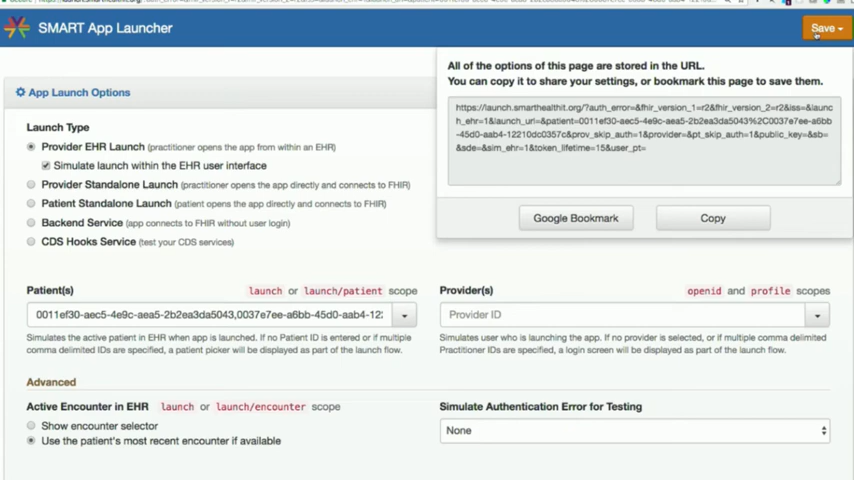 SMART App Launcher
Save
All of the options of this page are stored in the URL.
You can copy it to share your settings, or bookmark this page to save them.
https://launch.smarthealthit.org/?auth_error=&fhir_version_1=r2&fhir_version_2=r2&iss=&launc
h_ehr=1&launch_url=&patient=0011ef30-aec5-4e9c-aea5-2b2ea3da5043%2C0037e7ee-a6bb
-45d0-aab4-12210dc0357c&prov_skip_auth=1&provider=&pt_skip_auth=1&public_key=&sb=
&sde=&sim_ehr=1&token_lifetime=15&user_pt=
Google Bookmark
Copy
App Launch Options
Launch Type
Provider EHR Launch (practitioner opens the app from within an EHR)
Simulate launch within the EHR user interface
Provider Standalone Launch (practitioner opens the app directly and connects to FHIR)
Patient Standalone Launch (patient opens the app directly and connects to FHIR)
Backend Service (app connects to FHIR without user login)
CDS Hooks Service (test your CDS services)
Patient(s) launch or launch/patient scope
0011ef30-aec5-4e9c-aea5-2b2ea3da5043,0037e7ee-a6bb-45d0-aab4-12
Simulates the active patient in EHR when app is launched. If no Patient ID is entered or if multiple
comma delimited IDs are specified, a patient picker will be displayed as part of the launch flow.
Provider(s) openid and profile scopes
Provider ID
Simulates user who is launching the app. If no provider is selected, or if multiple comma delimited
Practitioner IDs are specified, a login screen will be displayed as part of the launch flow.
Advanced
Active Encounter in EHR launch or launch/encounter scope
Show encounter selector
Use the patient's most recent encounter if available
Simulate Authentication Error for Testing
None